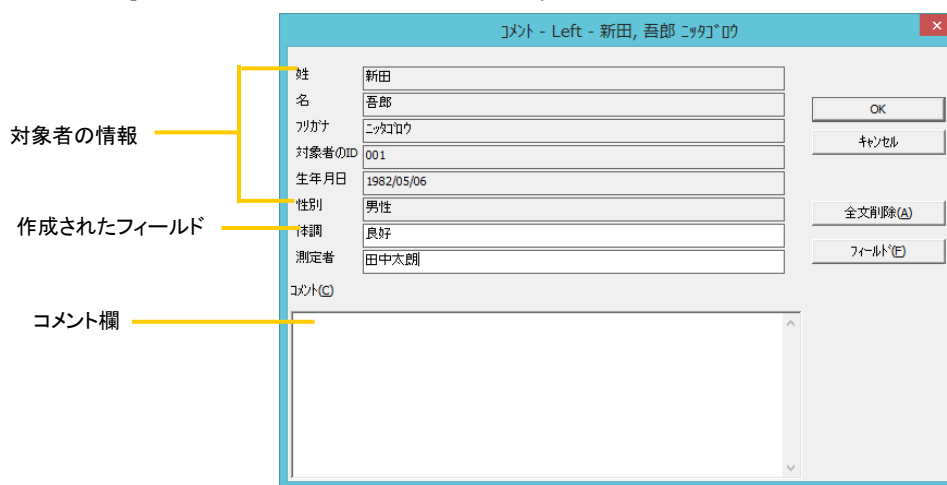 ｺﾒﾝﾄ - Left - 新田, 吾郎 ﾆｯﾀｺﾞﾛｳ
×
姓 新田
名 吾郎
ﾌﾘｶﾞﾅ ﾆｯﾀｺﾞﾛｳ
対象者のID 001
生年月日 1982/05/06
性別 男性
体調 良好
測定者 田中太朗
ｺﾒﾝﾄ(C)
OK
ｷｬﾝｾﾙ
全文削除(A)
ﾌｨｰﾙﾄﾞ(F)
対象者の情報
作成されたフィールド
コメント欄